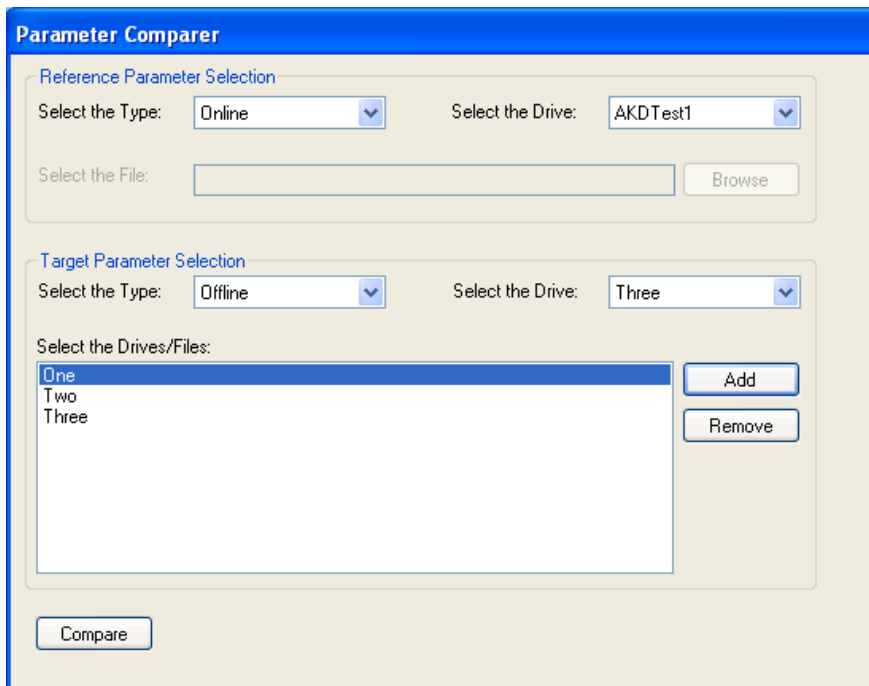 Parameter Comparer
Reference Parameter Selection
Select the Type: Online Select the Drive: AKDTest1
Select the File: Browse
Target Parameter Selection
Select the Type: Offline Select the Drive: Three
Select the Drives/Files:
One
Two
Three
Add
Remove
Compare